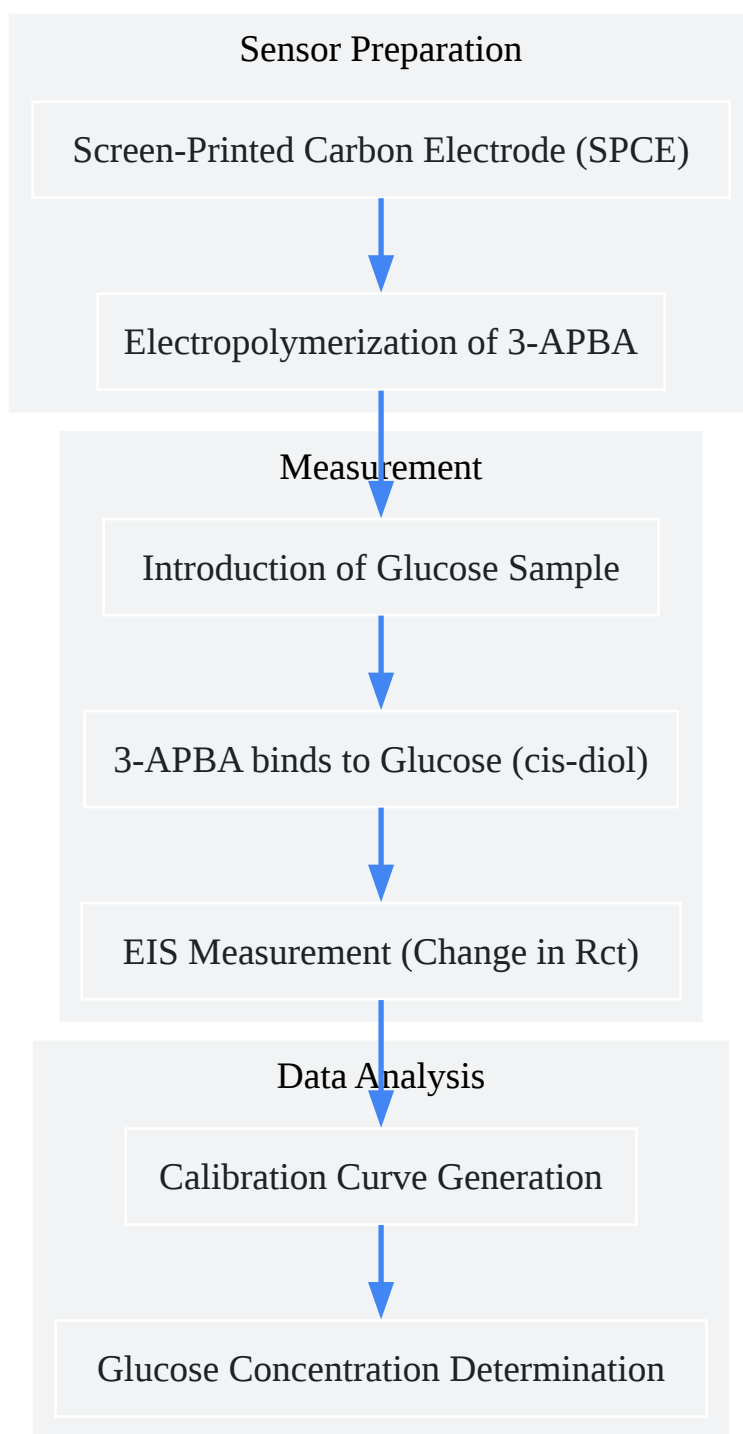 Sensor Preparation
Screen-Printed Carbon Electrode (SPCE)
Electropolymerization of 3-APBA
Measurement
Introduction of Glucose Sample
3-APBA binds to Glucose (cis-diol)
EIS Measurement (Change in Rct)
Data Analysis
Calibration Curve Generation
Glucose Concentration Determination